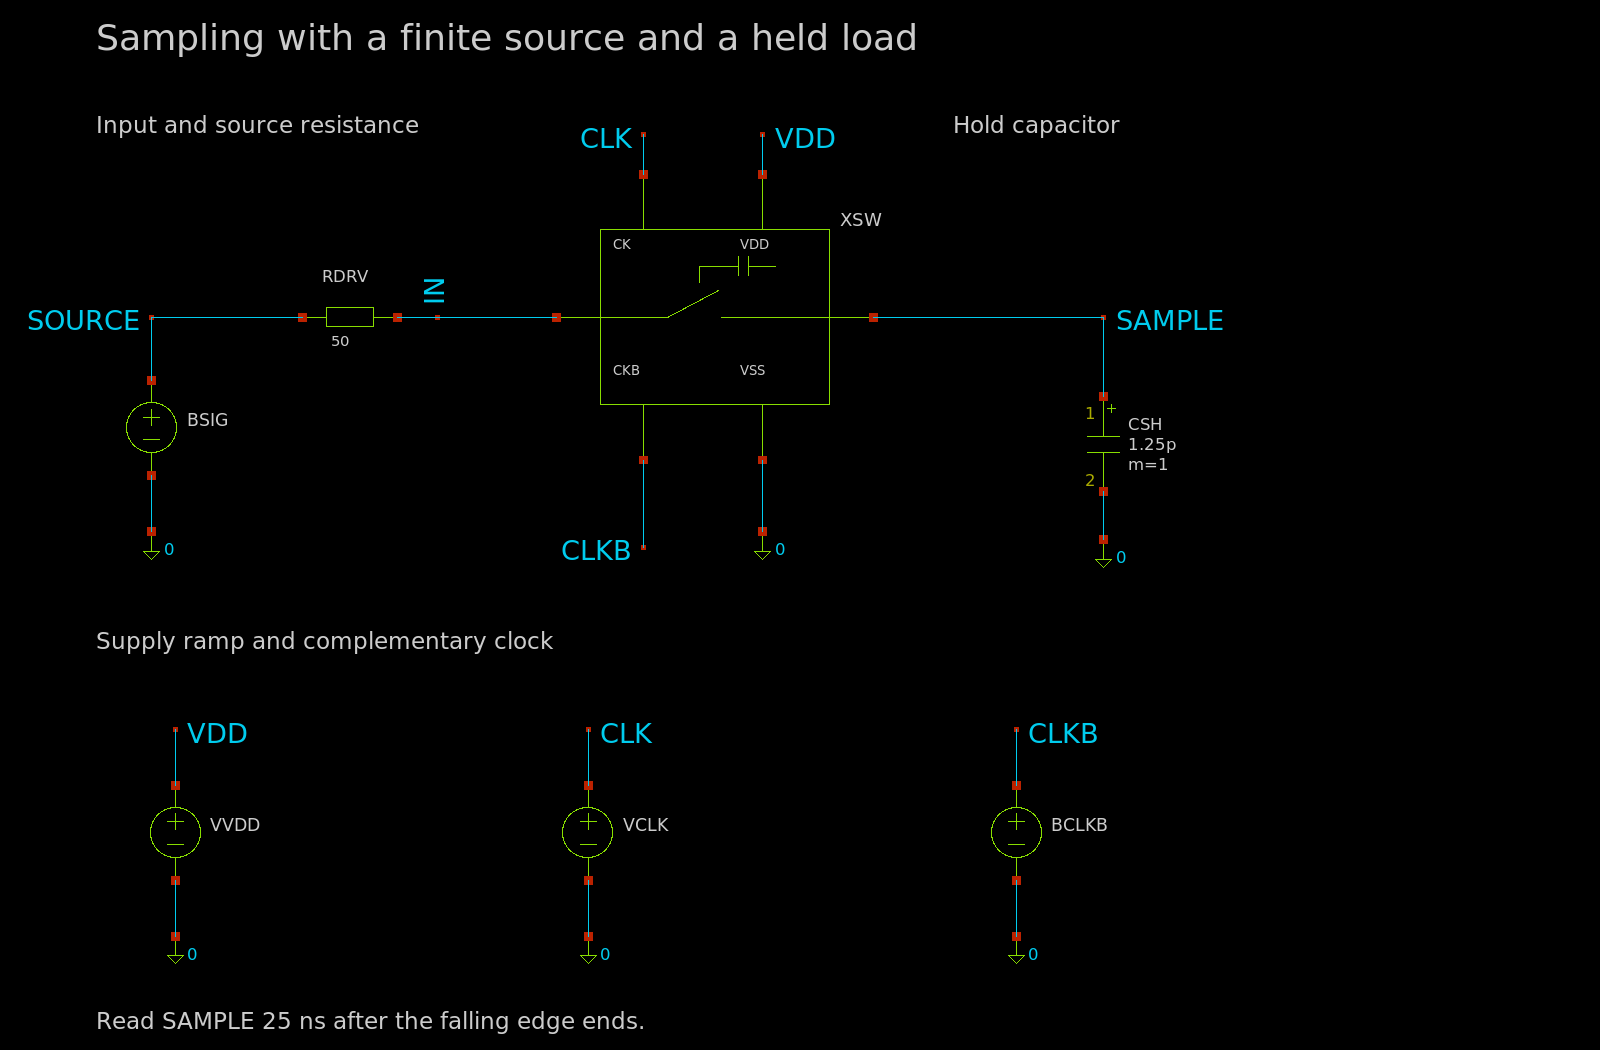 Sampling with a finite source and a held load
Input and source resistance
Hold capacitor
CLK
VDD
XSW
CK
VDD
RDRV
IN
SOURCE
SAMPLE
50
CKB
VSS
BSIG
1
+
CSH
1.25p
m=1
2
0
CLKB
0
0
Supply ramp and complementary clock
VDD
CLK
CLKB
VVDD
VCLK
BCLKB
0
0
0
Read SAMPLE 25 ns after the falling edge ends.